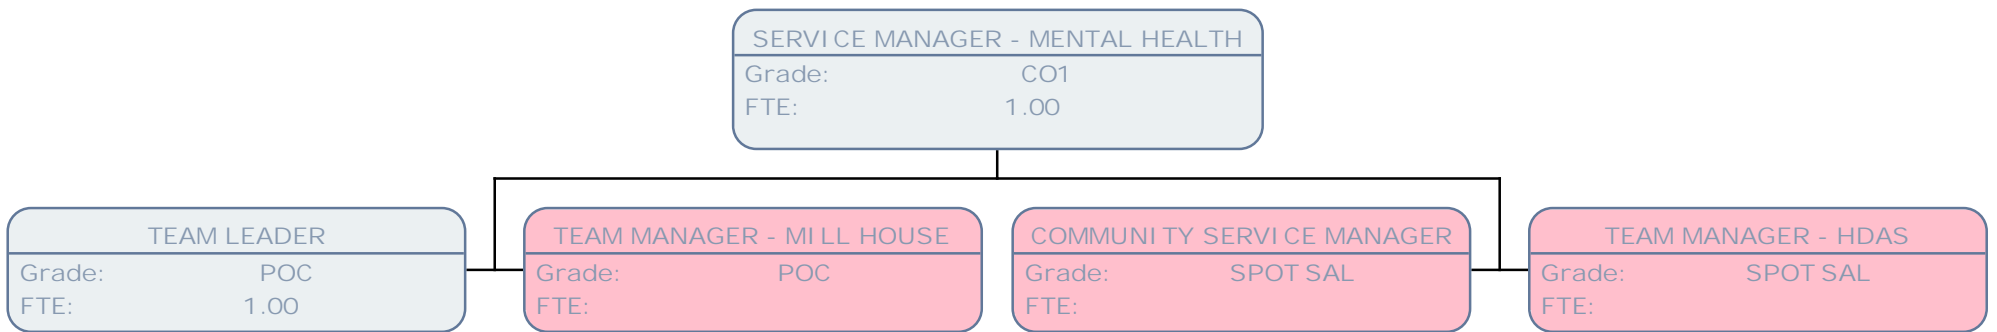 SERVICE MANAGER - MENTAL HEALTH
Grade: CO1
FTE: 1.00
TEAM LEADER
Grade: POC
FTE: 1.00
TEAM MANAGER - MILL HOUSE
Grade: POC
FTE:
COMMUNITY SERVICE MANAGER
Grade: SPOT SAL
FTE:
TEAM MANAGER - HDAS
Grade: SPOT SAL
FTE: